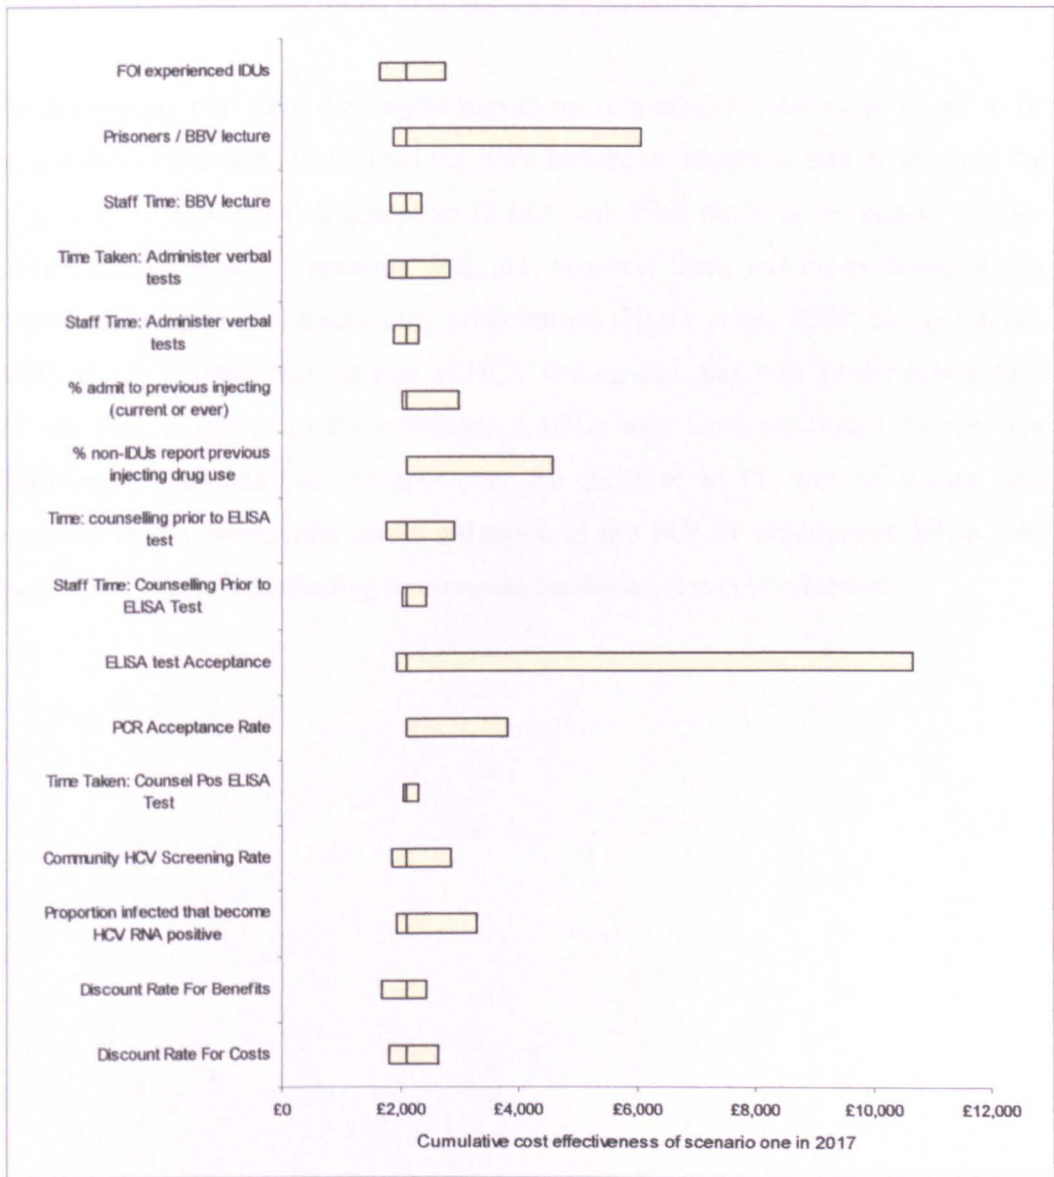 FOI experienced IDUs
Prisoners / BBV lecture
Staff Time: BBV lecture
Time Taken: Administer verbal
tests
Staff Time: Administer verbal
tests
% admit to previous injecting
(current or ever)
% non-IDUs report previous
injecting drug use
Time: counselling prior to ELISA
test
Staff Time: Counselling Prior to
ELISA Test
ELISA test Acceptance
PCR Acceptance Rate
Time Taken: Counsel Pos ELISA
Test
Community HCV Screening Rate
Proportion infected that become
HCV RNA positive
Discount Rate For Benefits
Discount Rate For Costs
£0 £2,000 £4,000 £6,000 £8,000 £10,000 £12,000
Cumulative cost effectiveness of scenario one in 2017